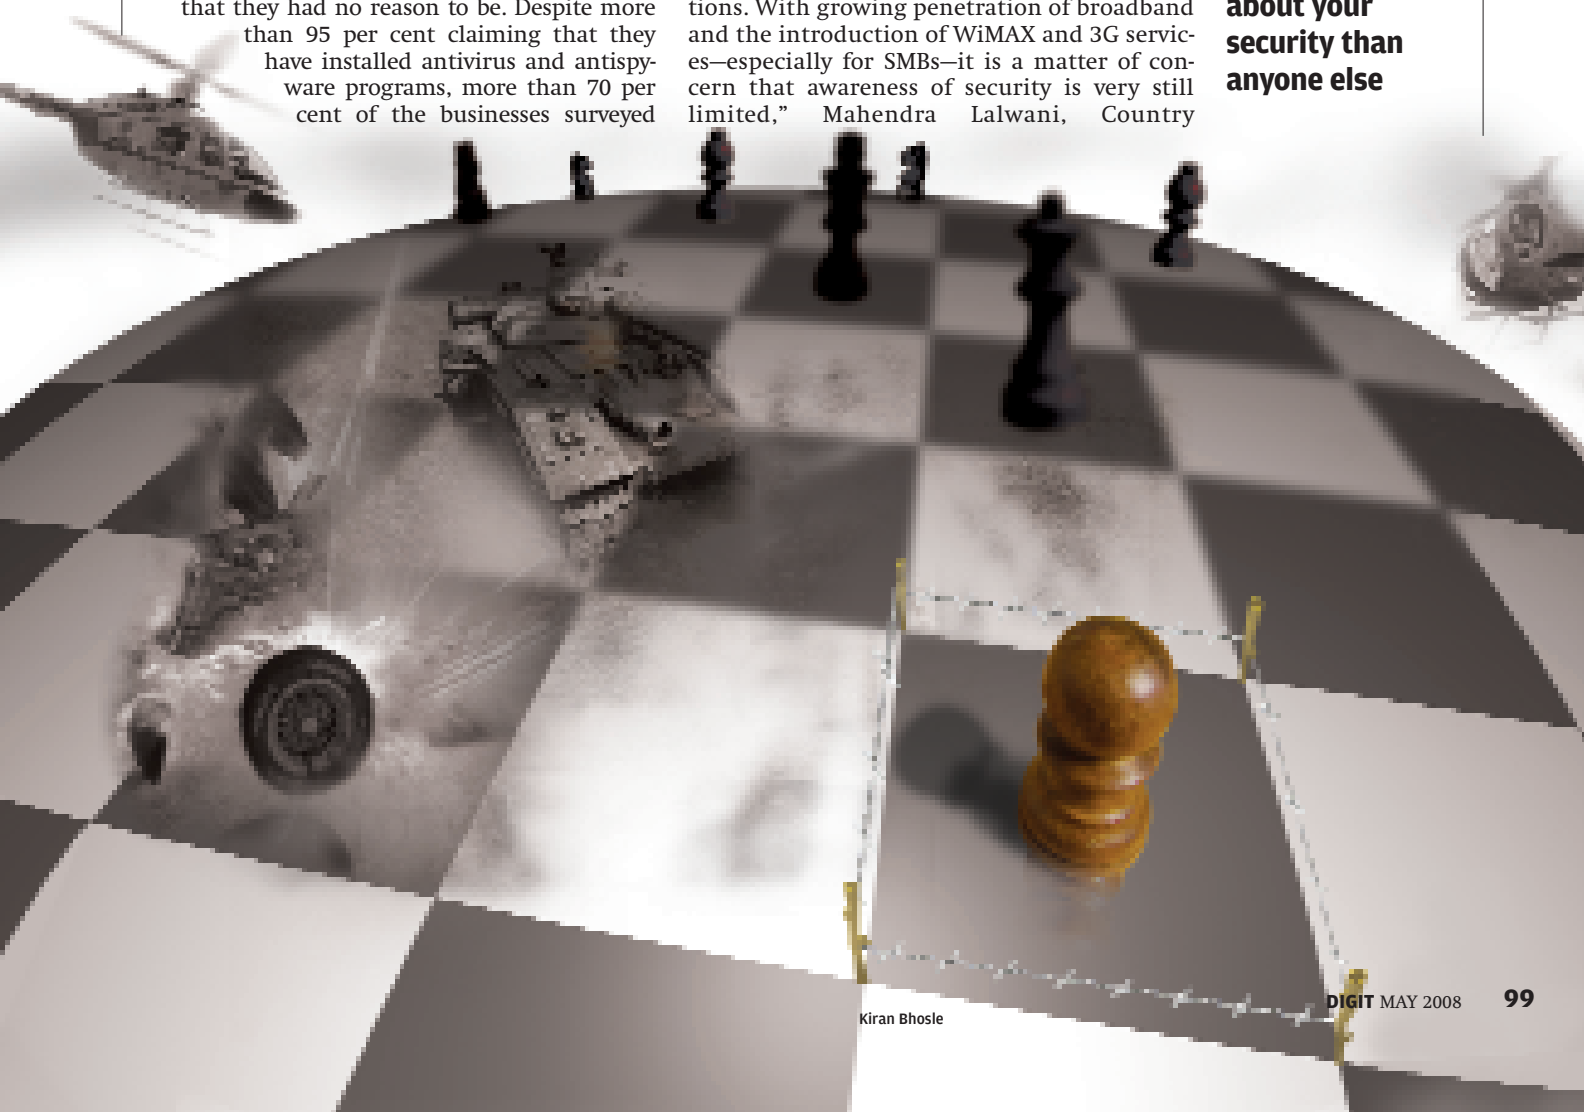 that they had no reason to be. Despite more
than 95 per cent claiming that they
have installed antivirus and antispy-
ware programs, more than 70 per
cent of the businesses surveyed
tions. With growing penetration of broadband
and the introduction of WiMAX and 3G servic-
es—especially for SMBs—it is a matter of con-
cern that awareness of security is very still
limited,” Mahendra Lalwani, Country
about your
security than
anyone else
Kiran Bhosle
DIGIT MAY 2008 99